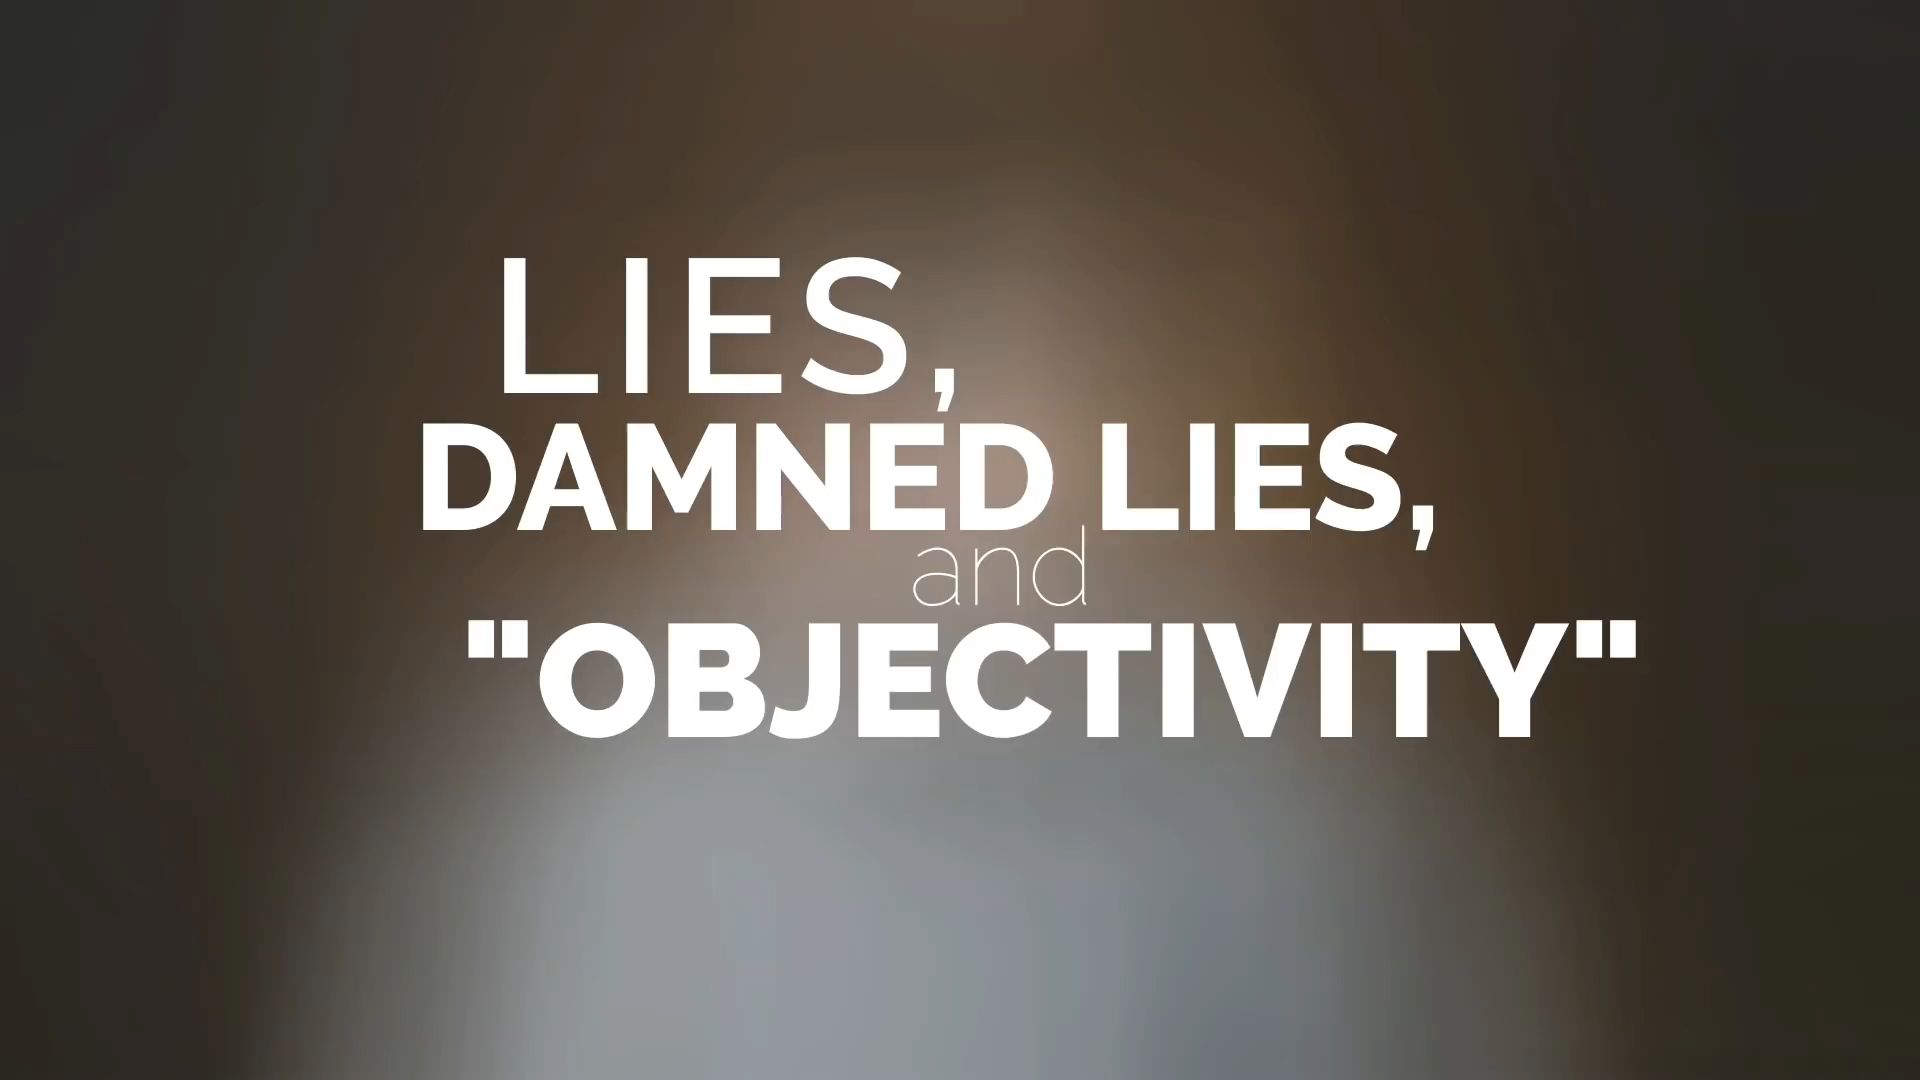 LIES,
DAMNED LIES,
and
"OBJECTIVITY"